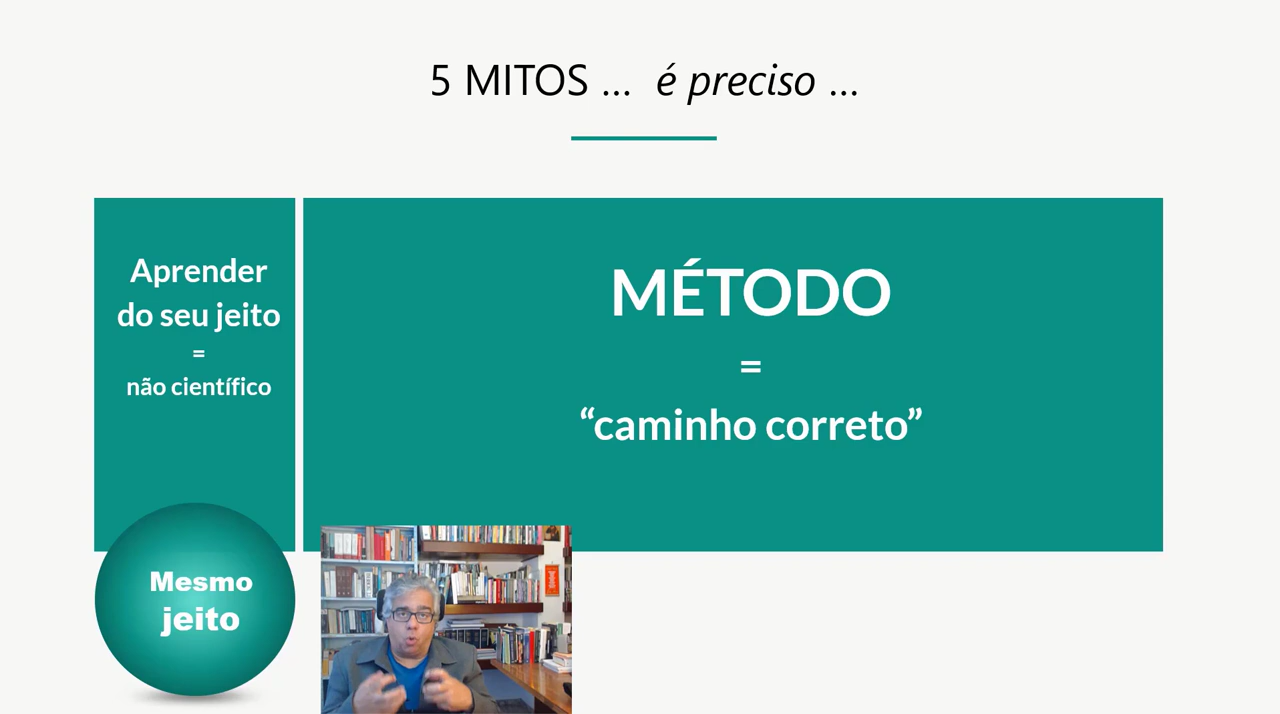 5 MITOS ... é preciso ...
Aprender
do seu jeito
=
não científico
MÉTODO
=
“caminho correto”
Mesmo
jeito